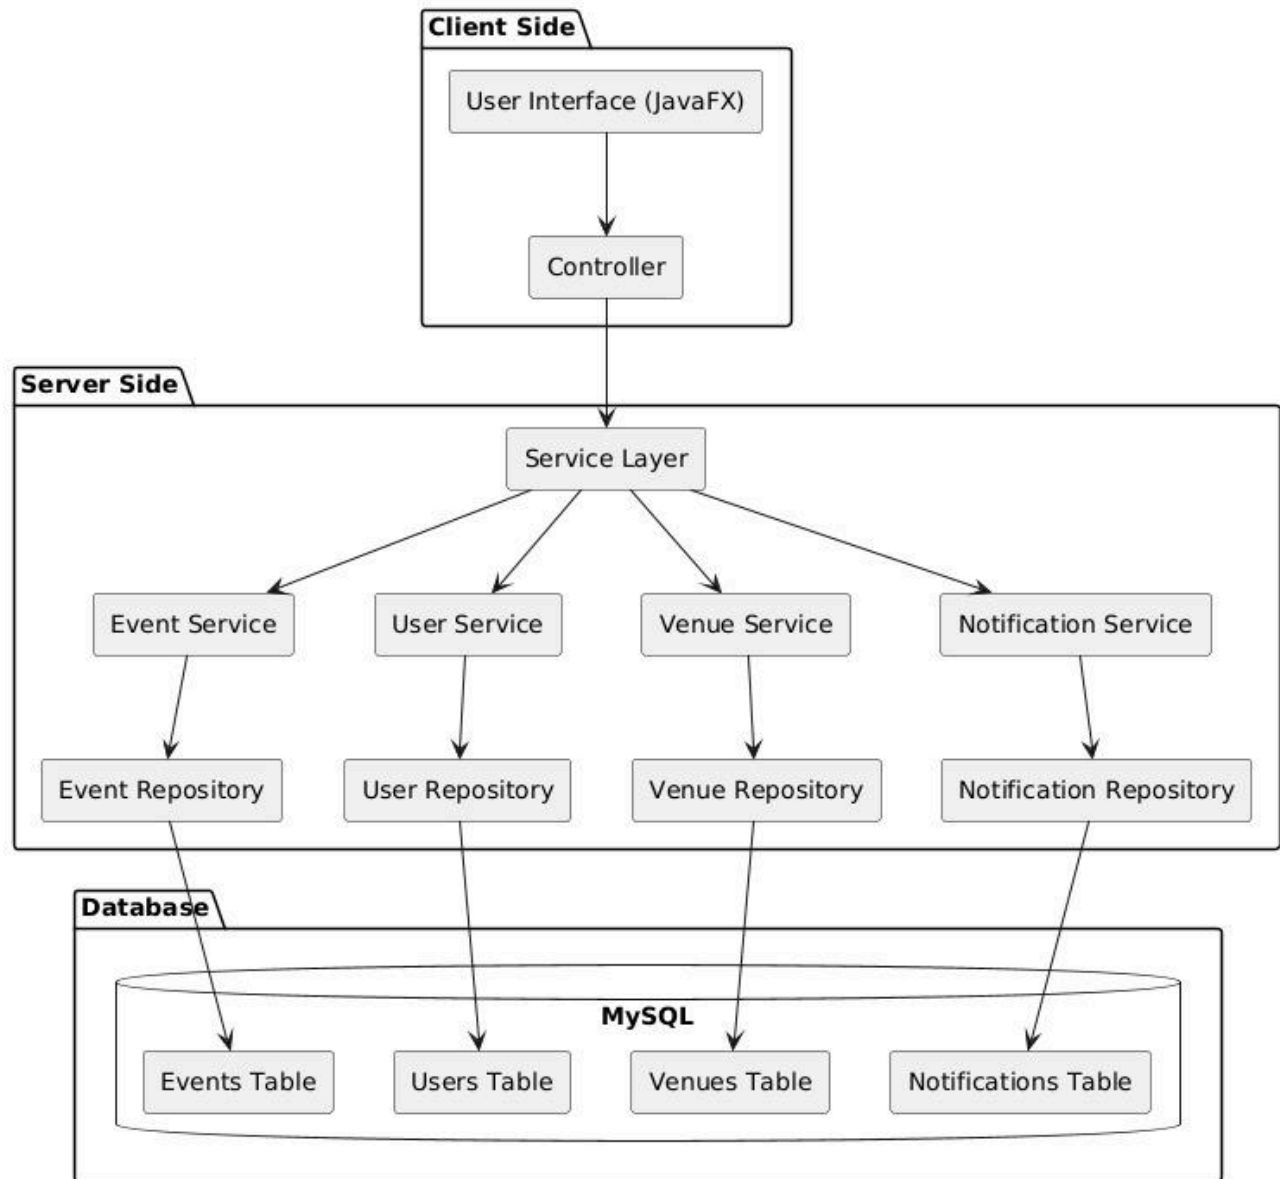 Client Side
User Interface (JavaFX)
Controller
Server Side
Service Layer
Event Service
User Service
Venue Service
Notification Service
Event Repository
User Repository
Venue Repository
Notification Repository
Database
MySQL
Events Table
Users Table
Venues Table
Notifications Table